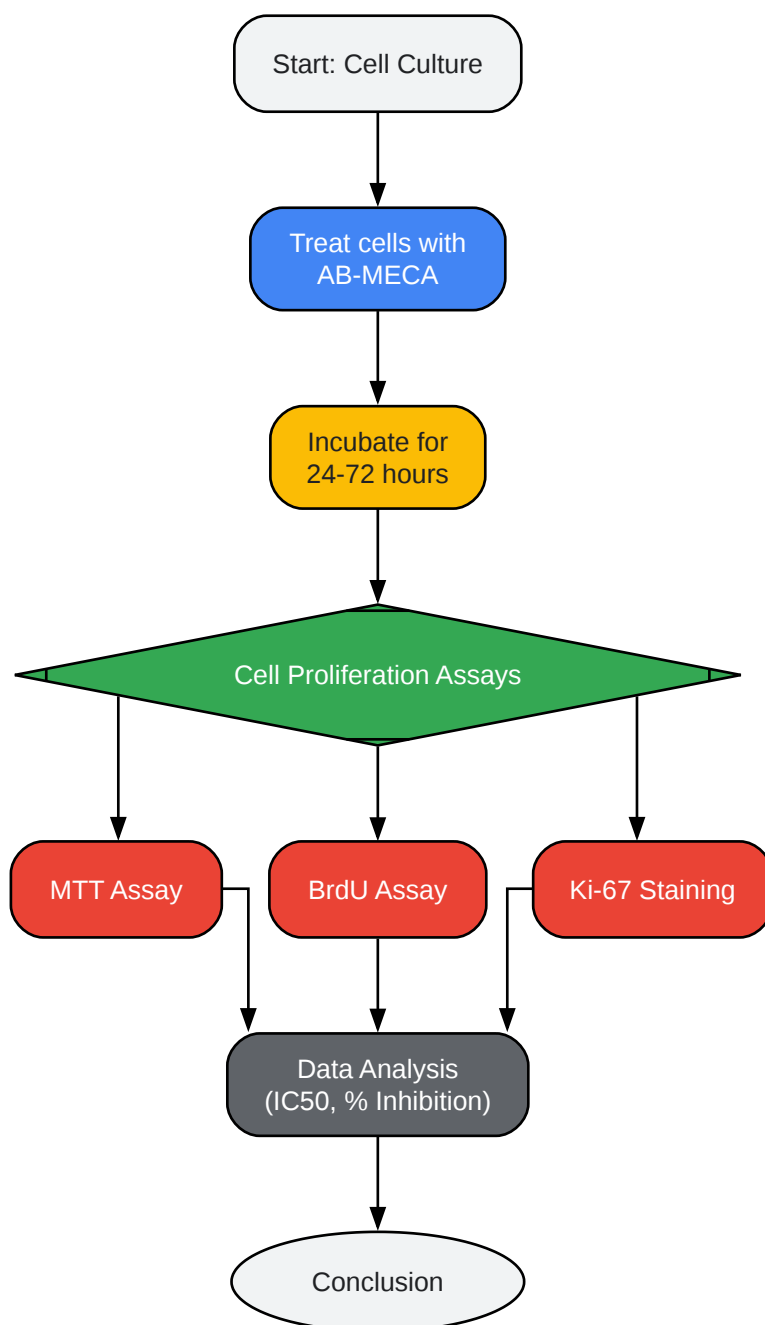 Start: Cell Culture
Treat cells with
AB-MECA
Incubate for
24-72 hours
Cell Proliferation Assays
MTT Assay
BrdU Assay
Ki-67 Staining
Data Analysis
(IC50, % Inhibition)
Conclusion